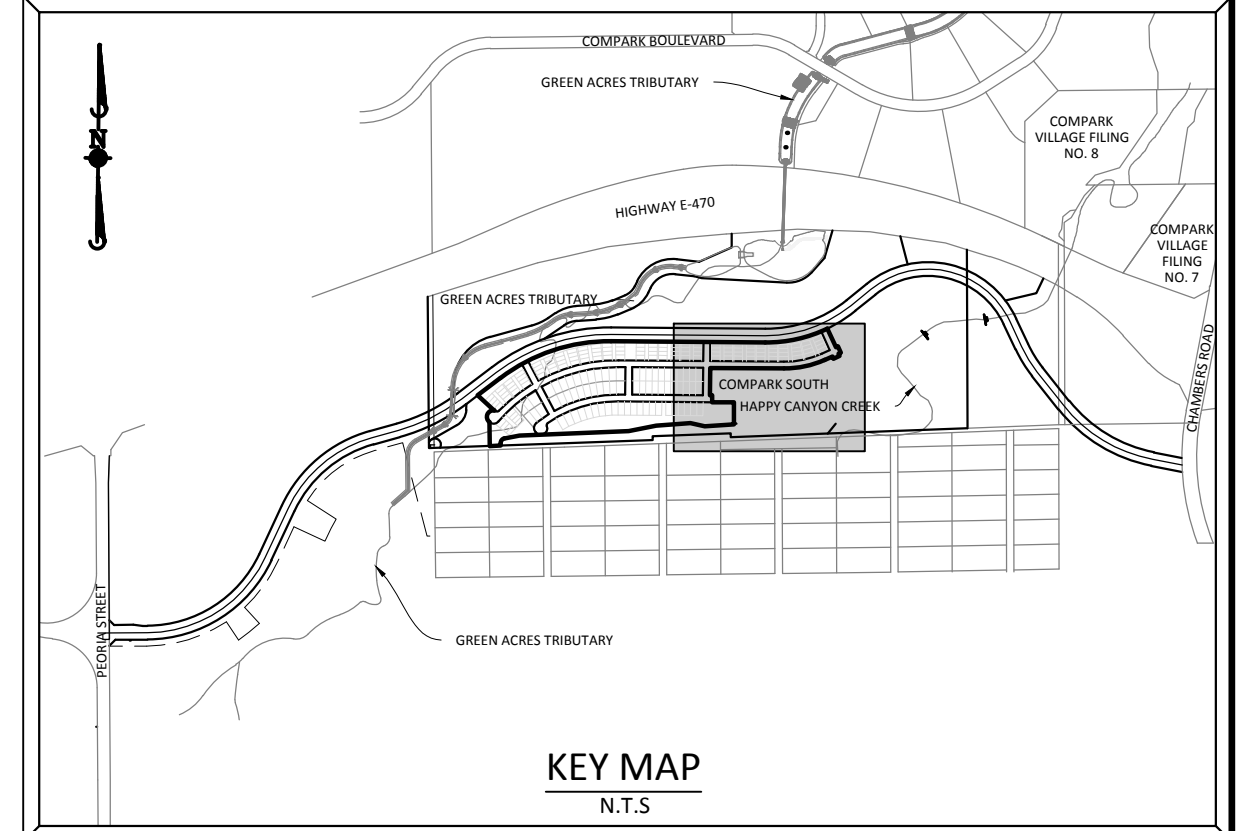 COMPARK BOULEVARD
GREEN ACRES TRIBUTARY
N
COMPARK
VILLAGE FILING
NO. 8
HIGHWAY E-470
COMPARK
VILLAGE
FILING
NO. 7
GREEN ACRES TRIBUTARY
COMPARK SOUTH
HAPPY CANYON CREEK
CHAMBERS ROAD
PEORIA STREET
GREEN ACRES TRIBUTARY
KEY MAP
N.T.S